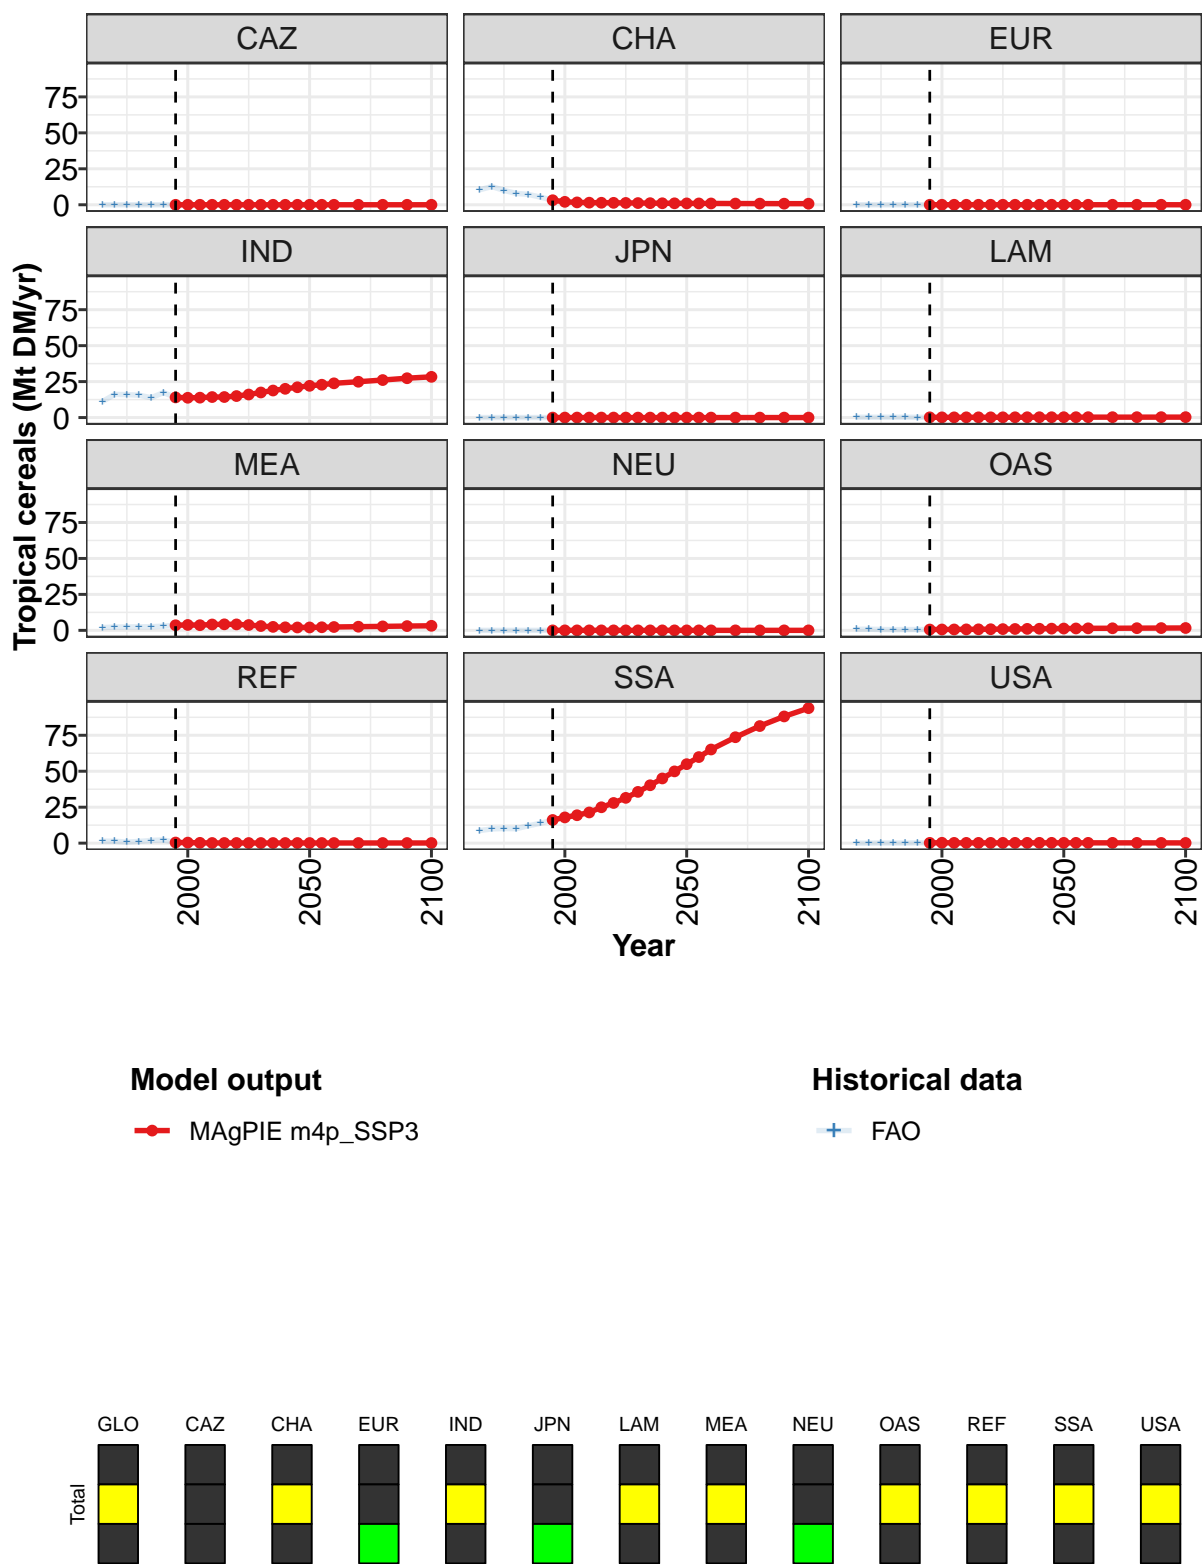 CAZ CHA EUR
75
50
25
0
IND JPN LAM
75
50
25
0
MEA NEU OAS
75
50
25
0
REF SSA USA
75
50
25
0
Tropical cereals (Mt DM/yr)
2000 2050 2100 2000 2050 2100 2000 2050 2100
Year
Model output Historical data
MAgPIE m4p_SSP3 FAO
GLO CAZ CHA EUR IND JPN LAM MEA NEU OAS REF SSA USA
Total